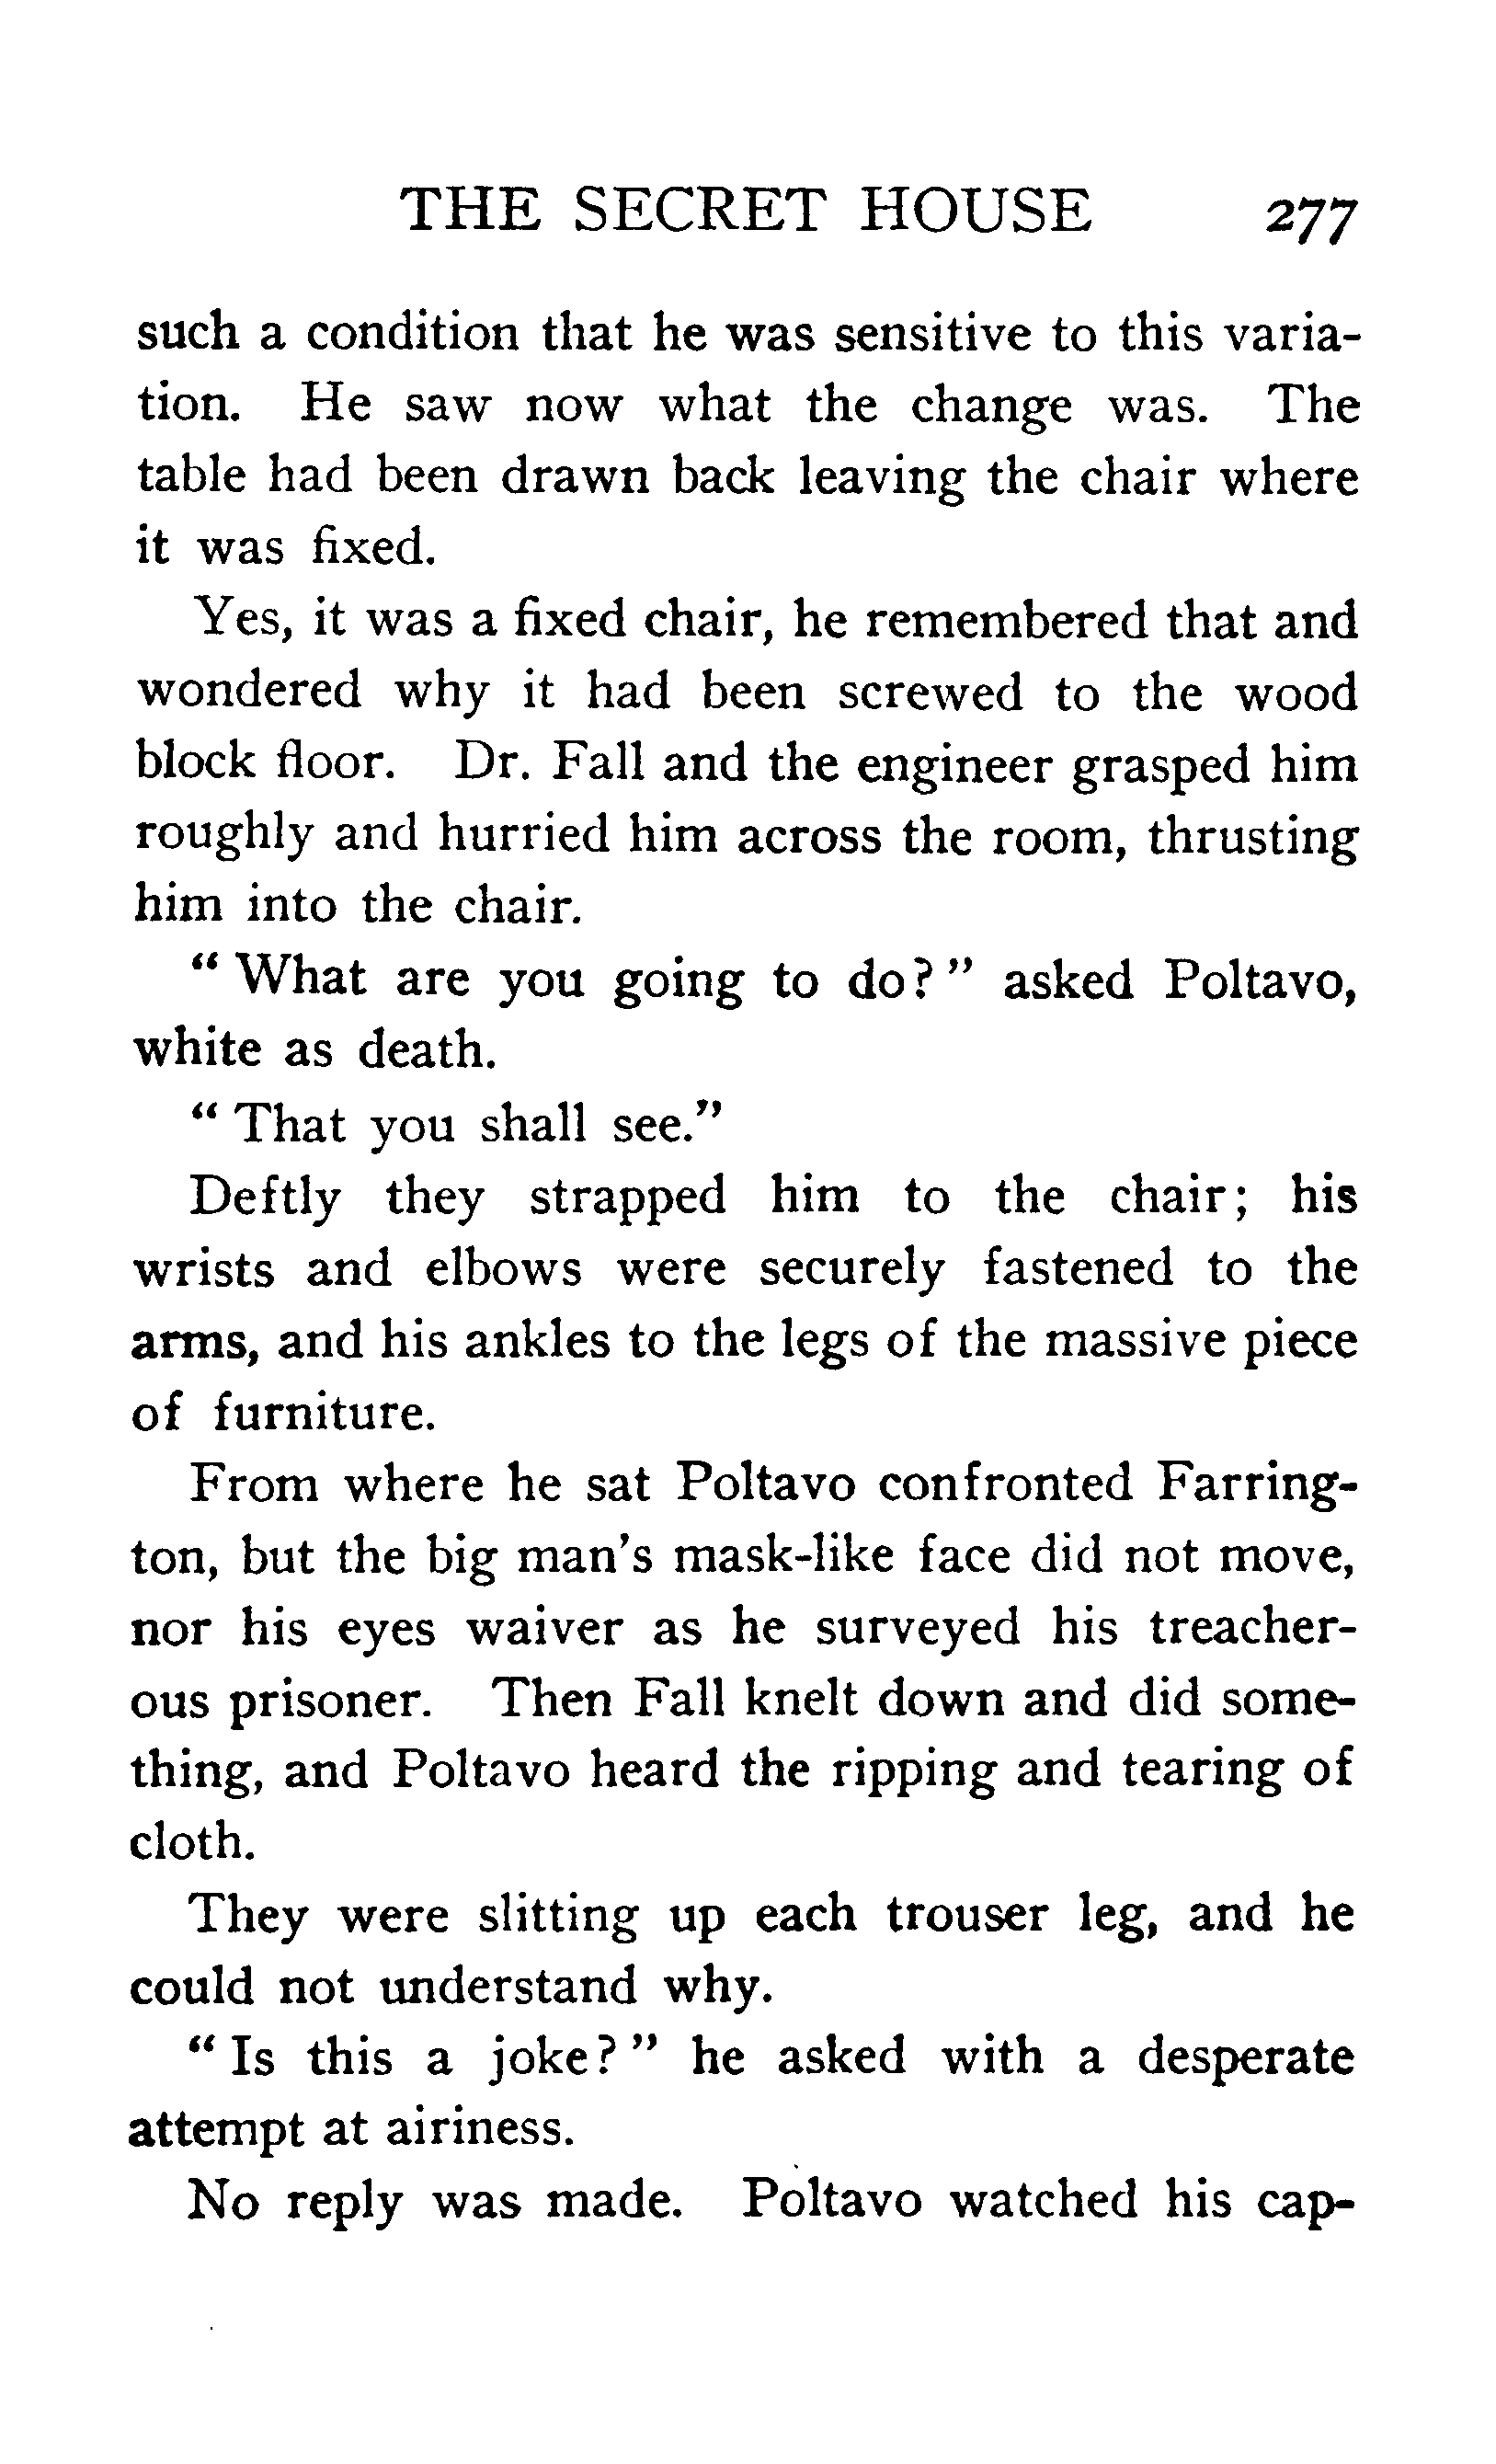 THE SECRET HOUSE 277
such a condition that he was sensitive to this varia-
tion. He saw now what the change was. The
table had been drawn back leaving the chair where
it was fixed.
Yes, it was a fixed chair, he remembered that and
wondered why it had been screwed to the wood
block floor. Dr. Fall and the engineer grasped him
roughly and hurried him across the room, thrusting
him into the chair.
" What are you going to do? " asked Poltavo,
white as death.
" That you shall see."
Deftly they strapped him to the chair; his
wrists and elbows were securely fastened to the
arms, and his ankles to the legs of the massive piece
of furniture.
From where he sat Poltavo confronted Farring-
ton, but the big man's mask-like face did not move,
nor his eyes waiver as he surveyed his treacher-
ous prisoner. Then Fall knelt down and did some-
thing, and Poltavo heard the ripping and tearing of
cloth.
They were slitting up each trouser leg, and he
could not understand why.
" Is this a joke? " he asked with a desperate
attempt at airiness.
No reply was made. Poltavo watched his cap-